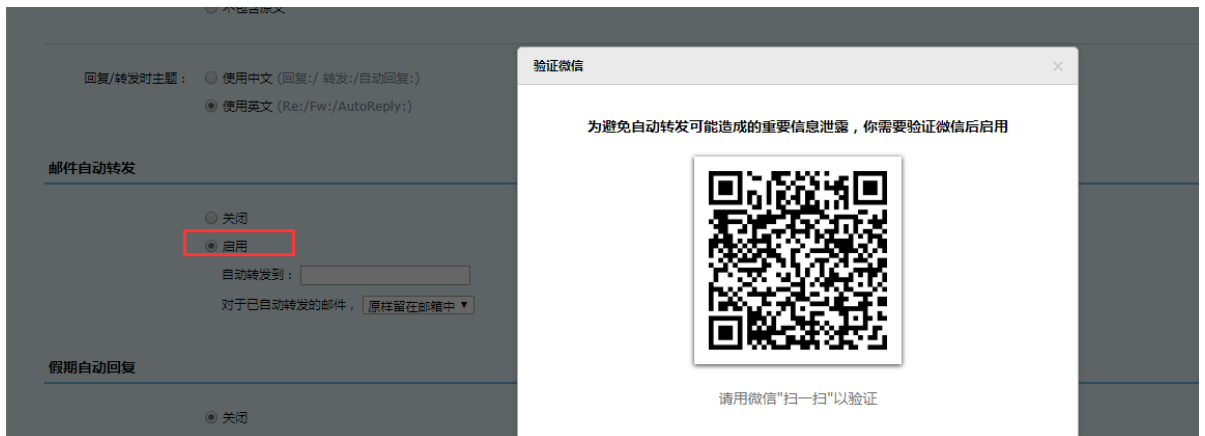 不包含原文
验证微信
回复/转发时主题：
使用中文 (回复:/ 转发:/自动回复:)
使用英文 (Re:/Fw:/AutoReply:)
为避免自动转发可能造成的重要信息泄露，你需要验证微信后启用
邮件自动转发
关闭
启用
自动转发到：
对于已自动转发的邮件， 原样留在邮箱中
假期自动回复
请用微信"扫一扫"以验证
关闭